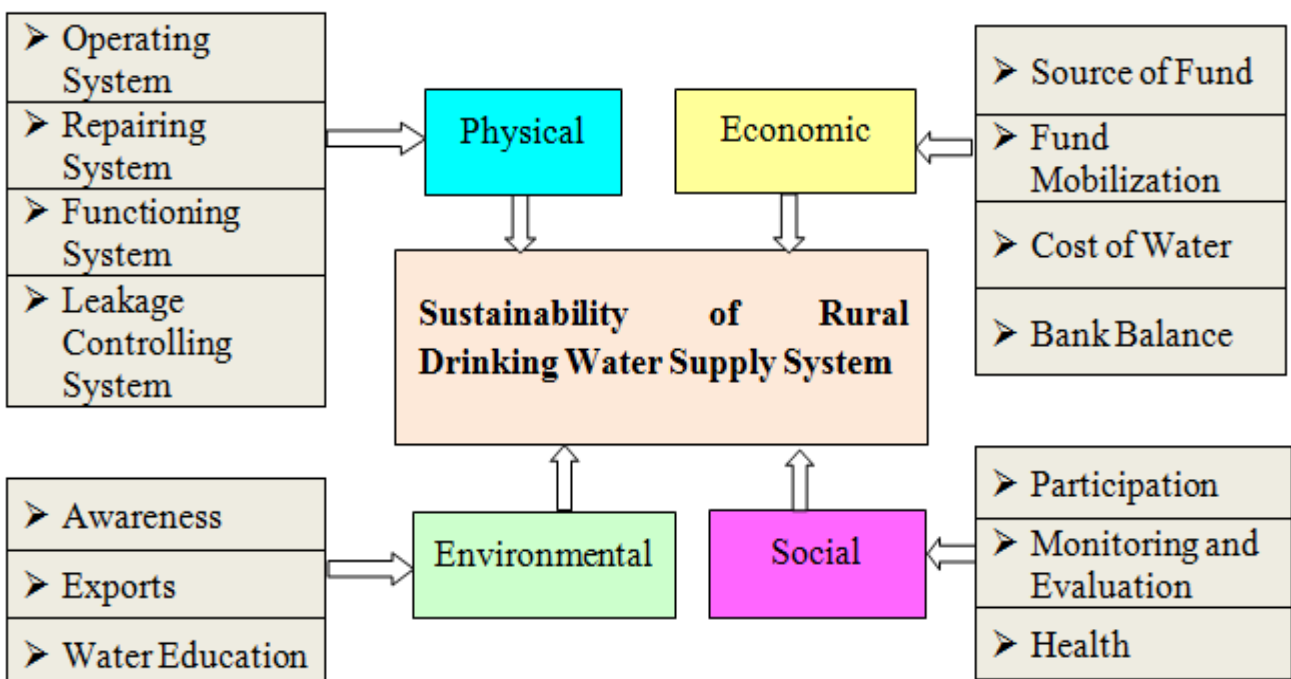 ➢ Operating
System
➢ Repairing
System
➢ Functioning
System
➢ Leakage
Controlling
System
Physical
Economic
➢ Source of Fund
➢ Fund
Mobilization
➢ Cost of Water
➢ Bank Balance
Sustainability of Rural
Drinking Water Supply System
➢ Awareness
➢ Exports
➢ Water Education
Environmental
Social
➢ Participation
➢ Monitoring and
Evaluation
➢ Health